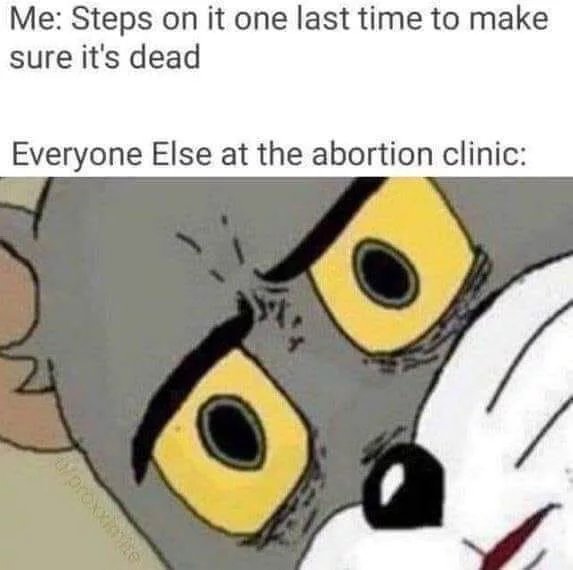 Me: Steps on it one last time to make
sure it's dead
Everyone Else at the abortion clinic: